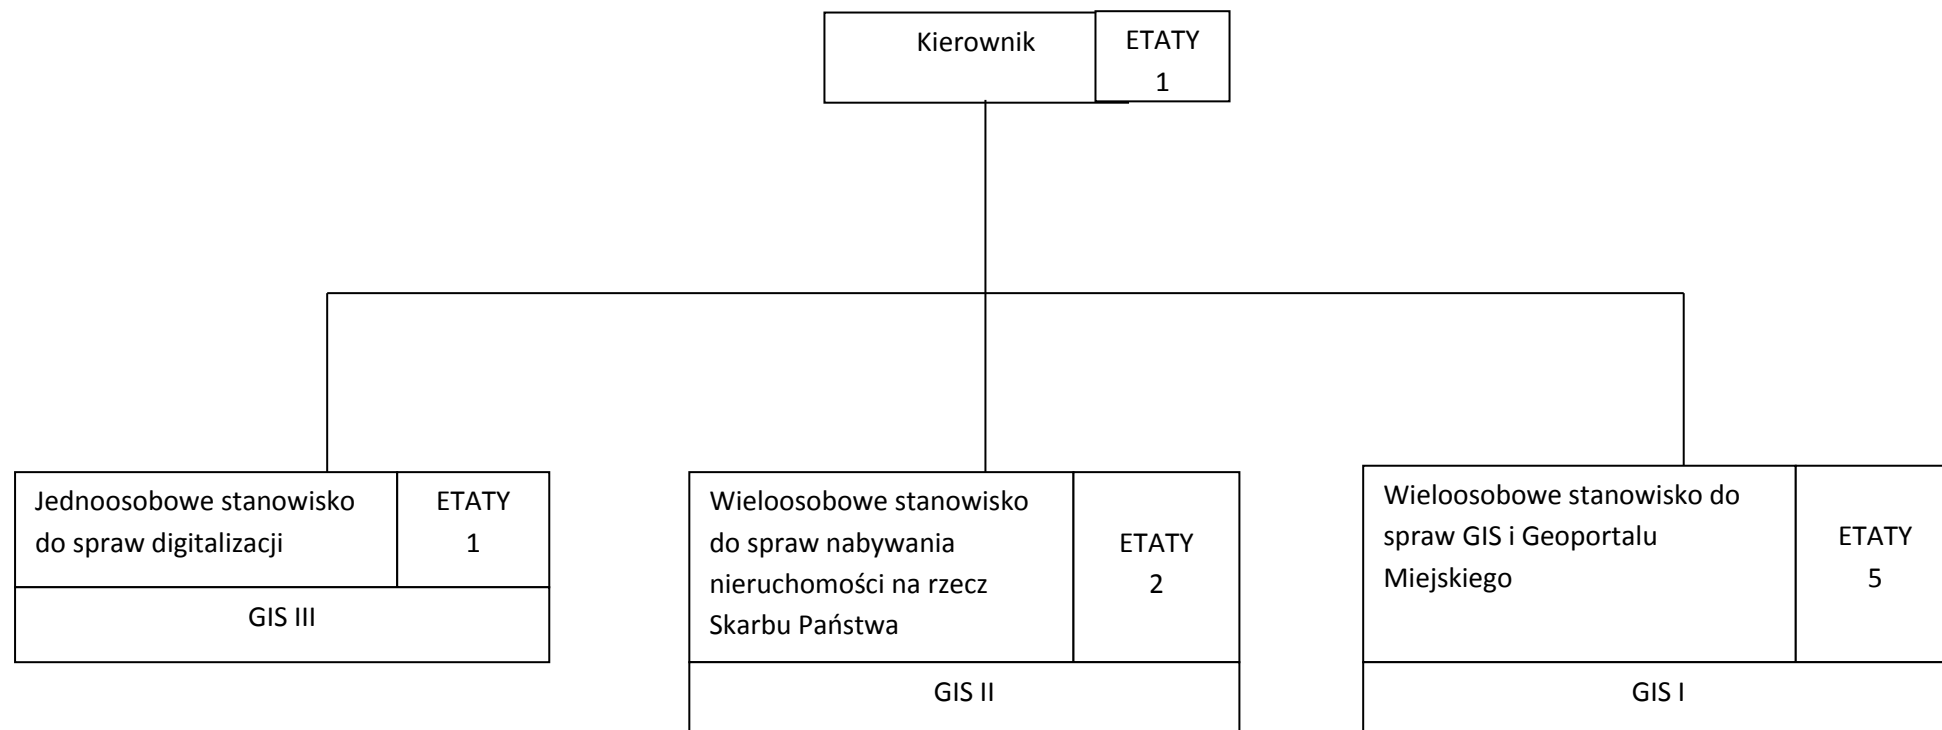 Kierownik
ETATY
1
Jednoosobowe stanowisko
do spraw digitalizacji
ETATY
1
GIS III
Wieloosobowe stanowisko
do spraw nabywania
nieruchomości na rzecz
Skarbu Państwa
ETATY
2
GIS II
Wieloosobowe stanowisko do
spraw GIS i Geoportalu
Miejskiego
ETATY
5
GIS I